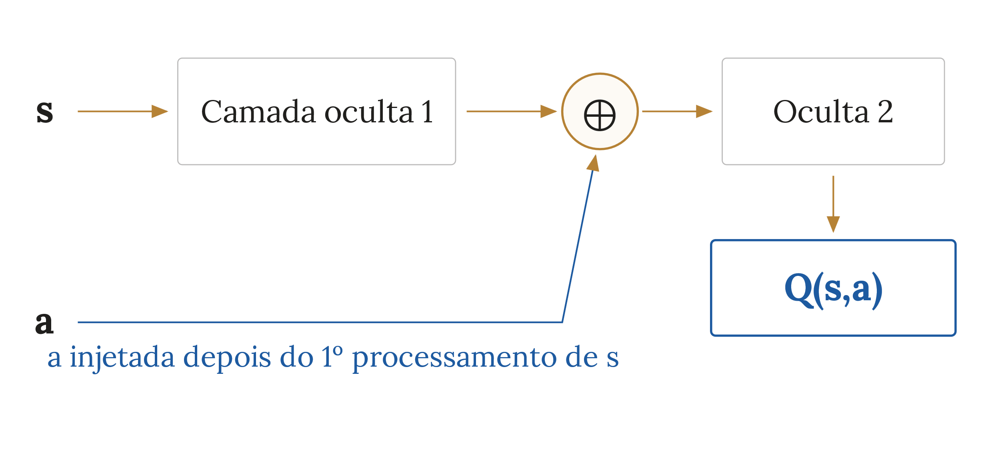 s
Camada oculta 1
⊕
Oculta 2
Q(s,a)
a
a injetada depois do 1º processamento de s